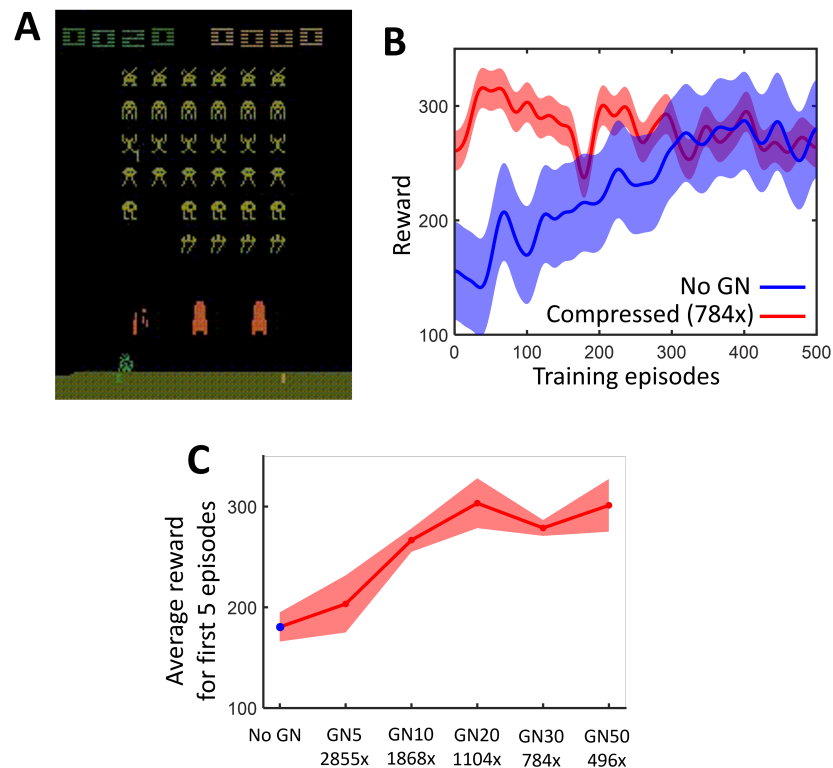 A
0020 0000
B
300
200
100
Reward
No GN
Compressed (784x)
0 100 200 300 400 500
Training episodes
C
300
200
100
Average reward
for first 5 episodes
No GN GN5 GN10 GN20 GN30 GN50
2855x 1868x 1104x 784x 496x